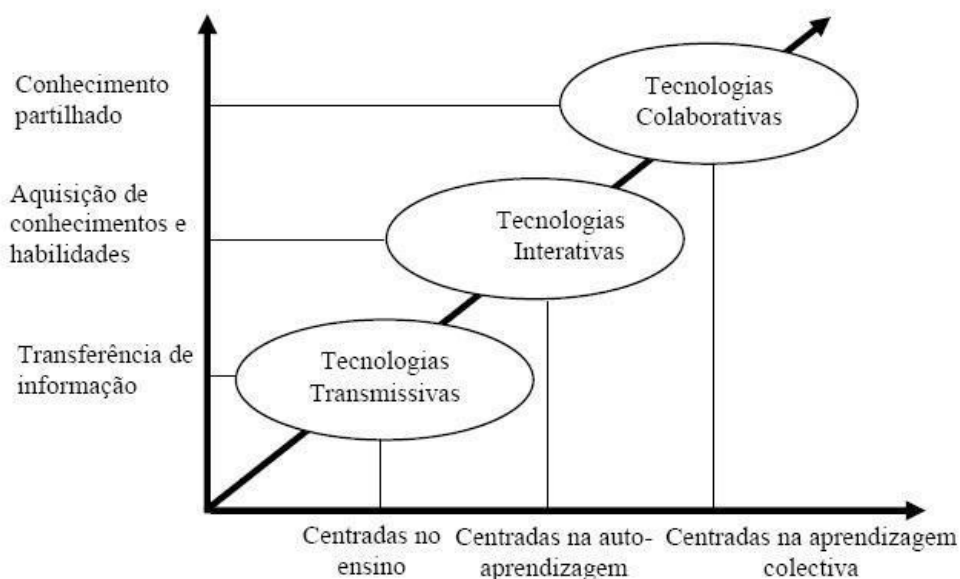 Conhecimento
partilhado
Tecnologias
Colaborativas
Aquisição de
conhecimentos e
habilidades
Tecnologias
Interativas
Transferência de
informação
Tecnologias
Transmissivas
Centradas no
ensino
Centradas na auto-
aprendizagem
Centradas na aprendizagem
colectiva